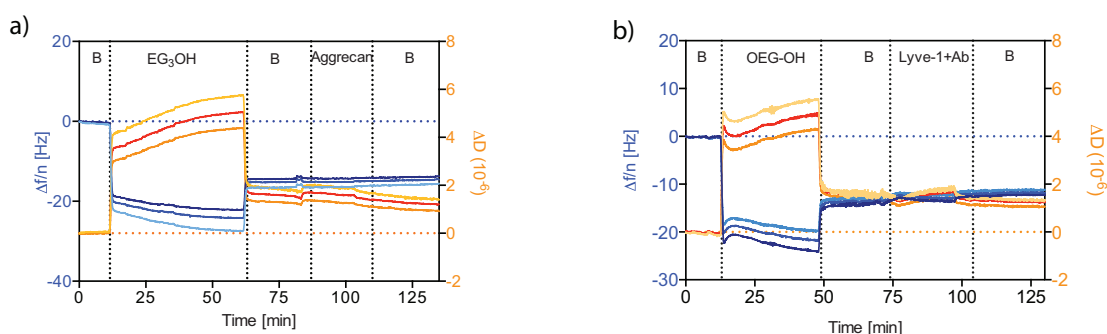 a)
B EG₃OH B Aggrecan B
20
0
-20
-40
Δf/n [Hz]
8
6
4
2
0
-2
ΔD (10⁻⁶)
0 25 50 75 100 125
Time [min]
b)
B OEG-OH B Lyve-1+Ab B
20
10
0
-10
-20
-30
Δf/n [Hz]
8
6
4
2
0
-2
ΔD (10⁻⁶)
0 25 50 75 100 125
Time [min]